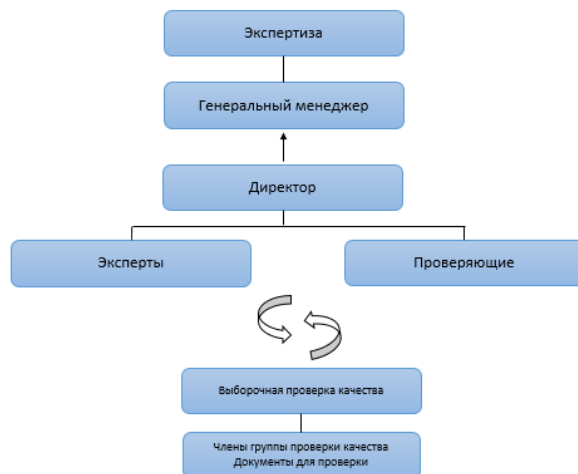 Экспертиза
Генеральный менеджер
Директор
Эксперты
Проверяющие
Выборочная проверка качества
Члены группы проверки качества
Документы для проверки